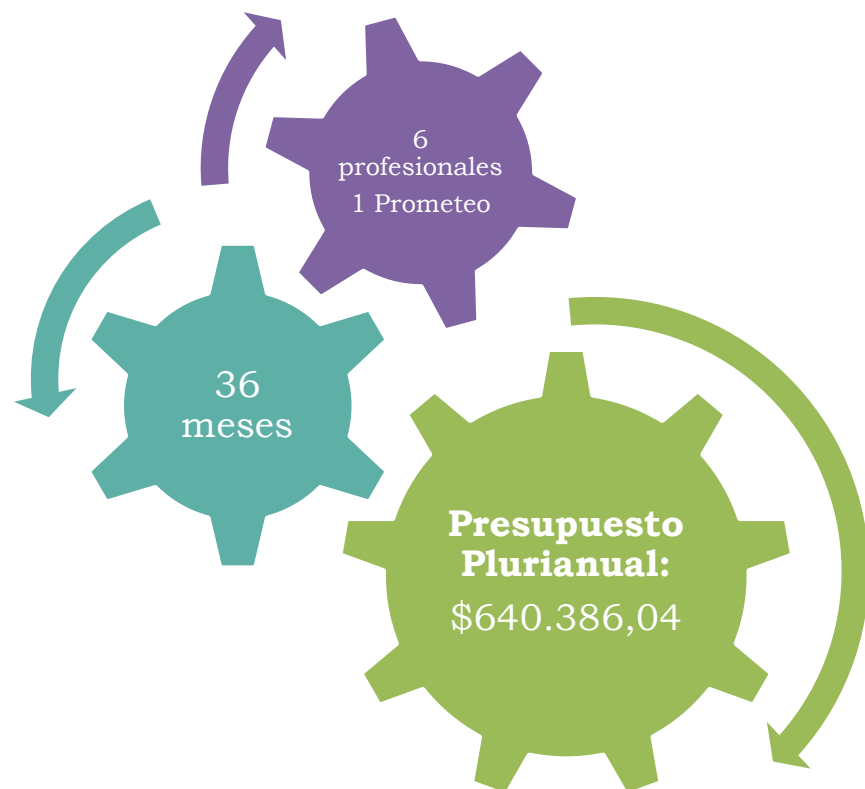 6
profesionales
1 Prometeo
36
meses
Presupuesto
Plurianual:
$640.386,04